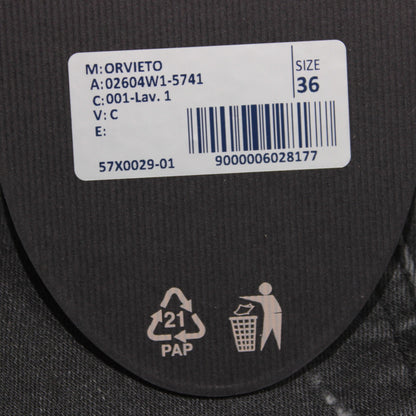 M: ORVIETO
A: 02604W1-5741
C: 001-Lav. 1
V: C
E:
57X0029-01
SIZE
36
9000006028177
21
PAP